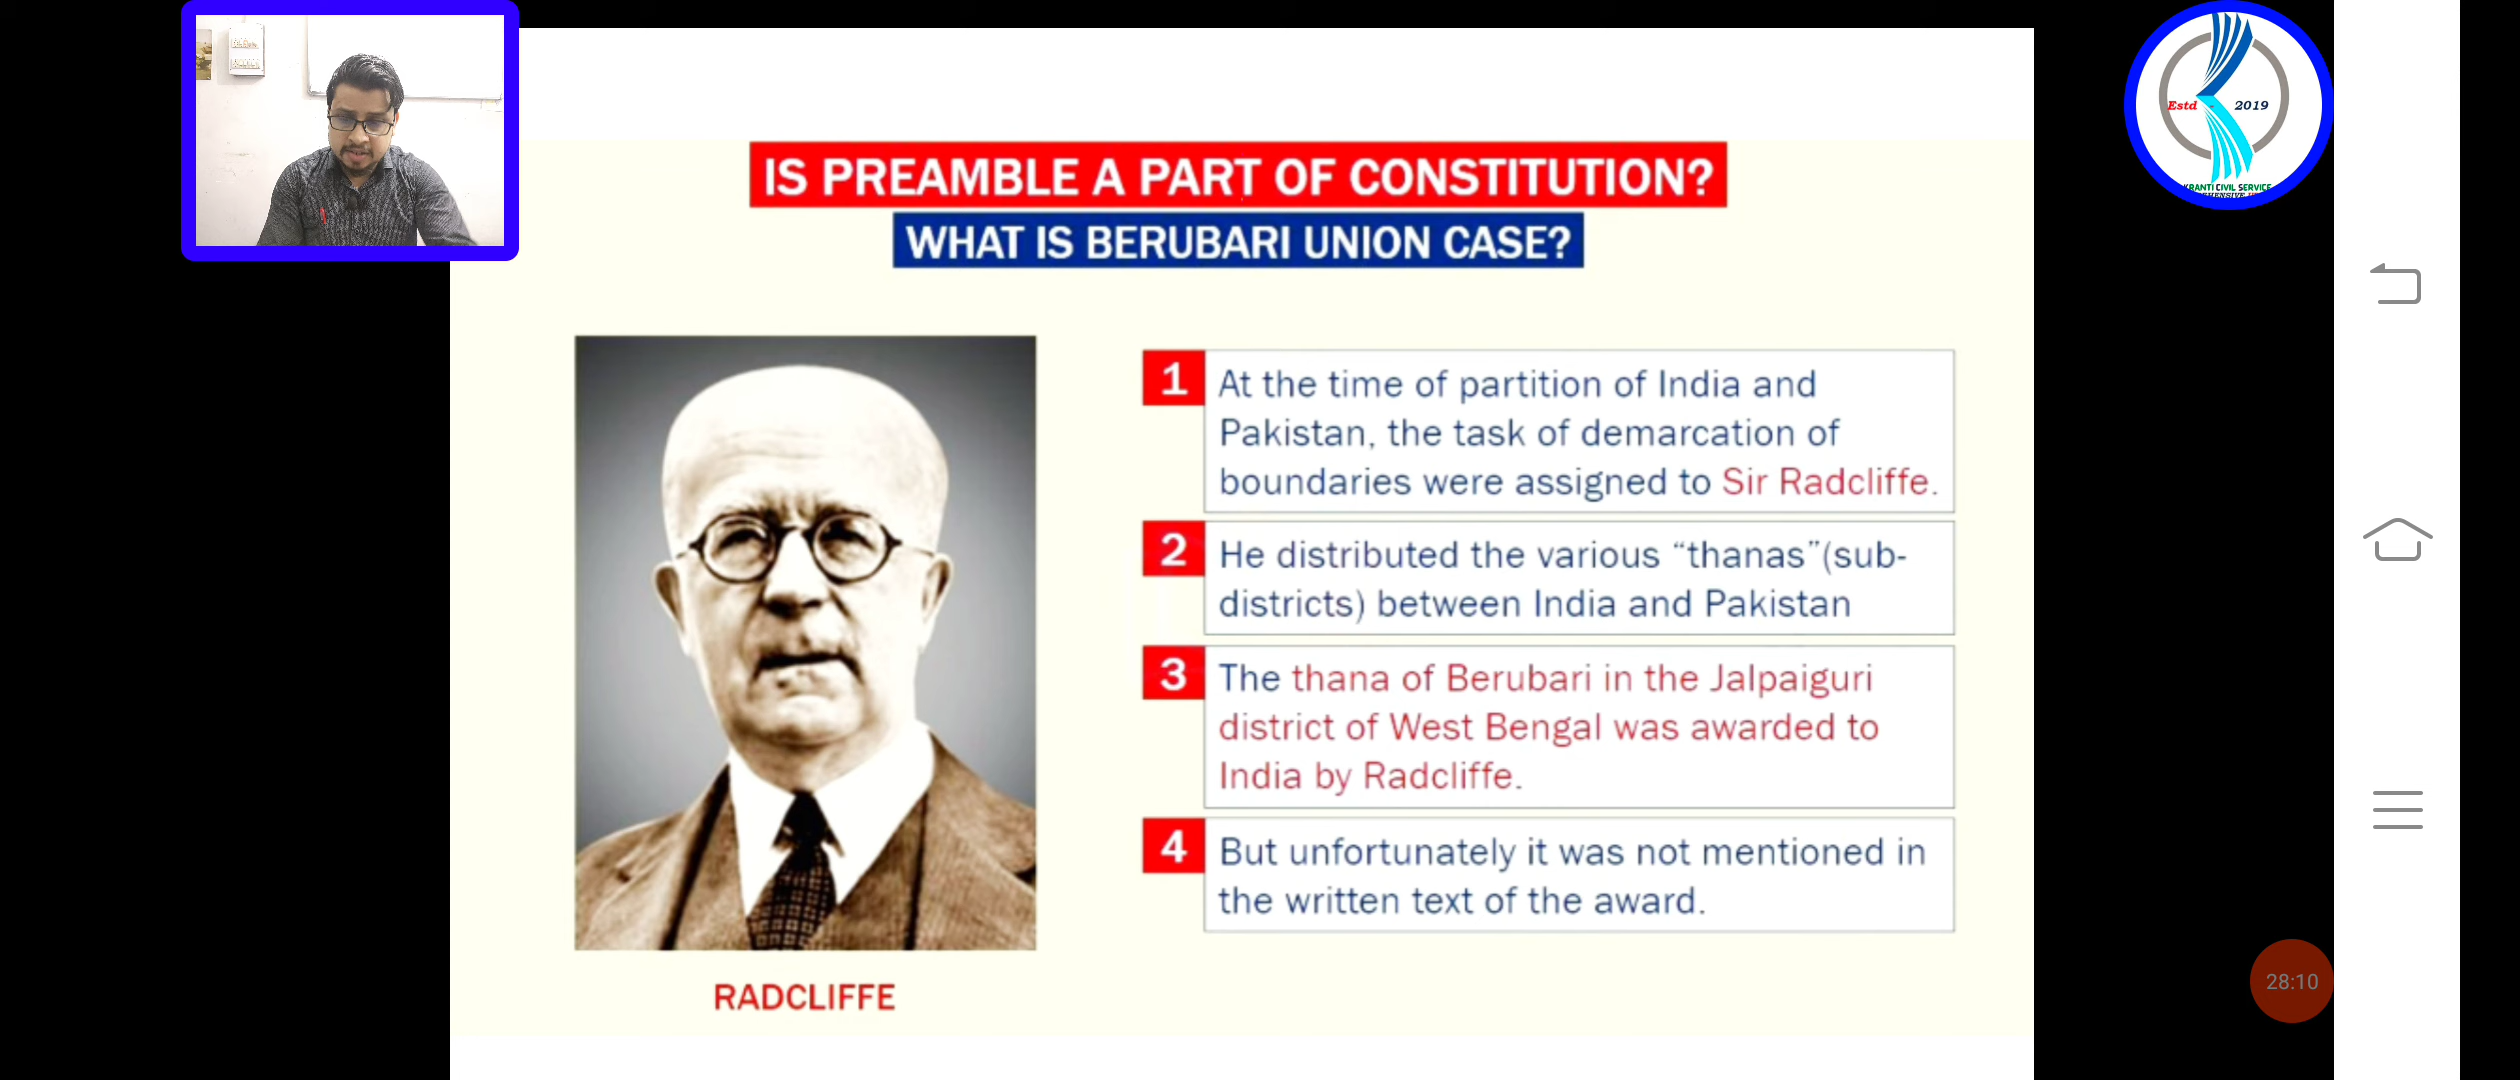 IS PREAMBLE A PART OF CONSTITUTION?
WHAT IS BERUBARI UNION CASE?
1 At the time of partition of India and
Pakistan, the task of demarcation of
boundaries were assigned to Sir Radcliffe.
2 He distributed the various “thanas”(sub-
districts) between India and Pakistan
3 The thana of Berubari in the Jalpaiguri
district of West Bengal was awarded to
India by Radcliffe.
4 But unfortunately it was not mentioned in
the written text of the award.
RADCLIFFE
Estd 2019
KRANTI CIVIL SERVICE
28:10